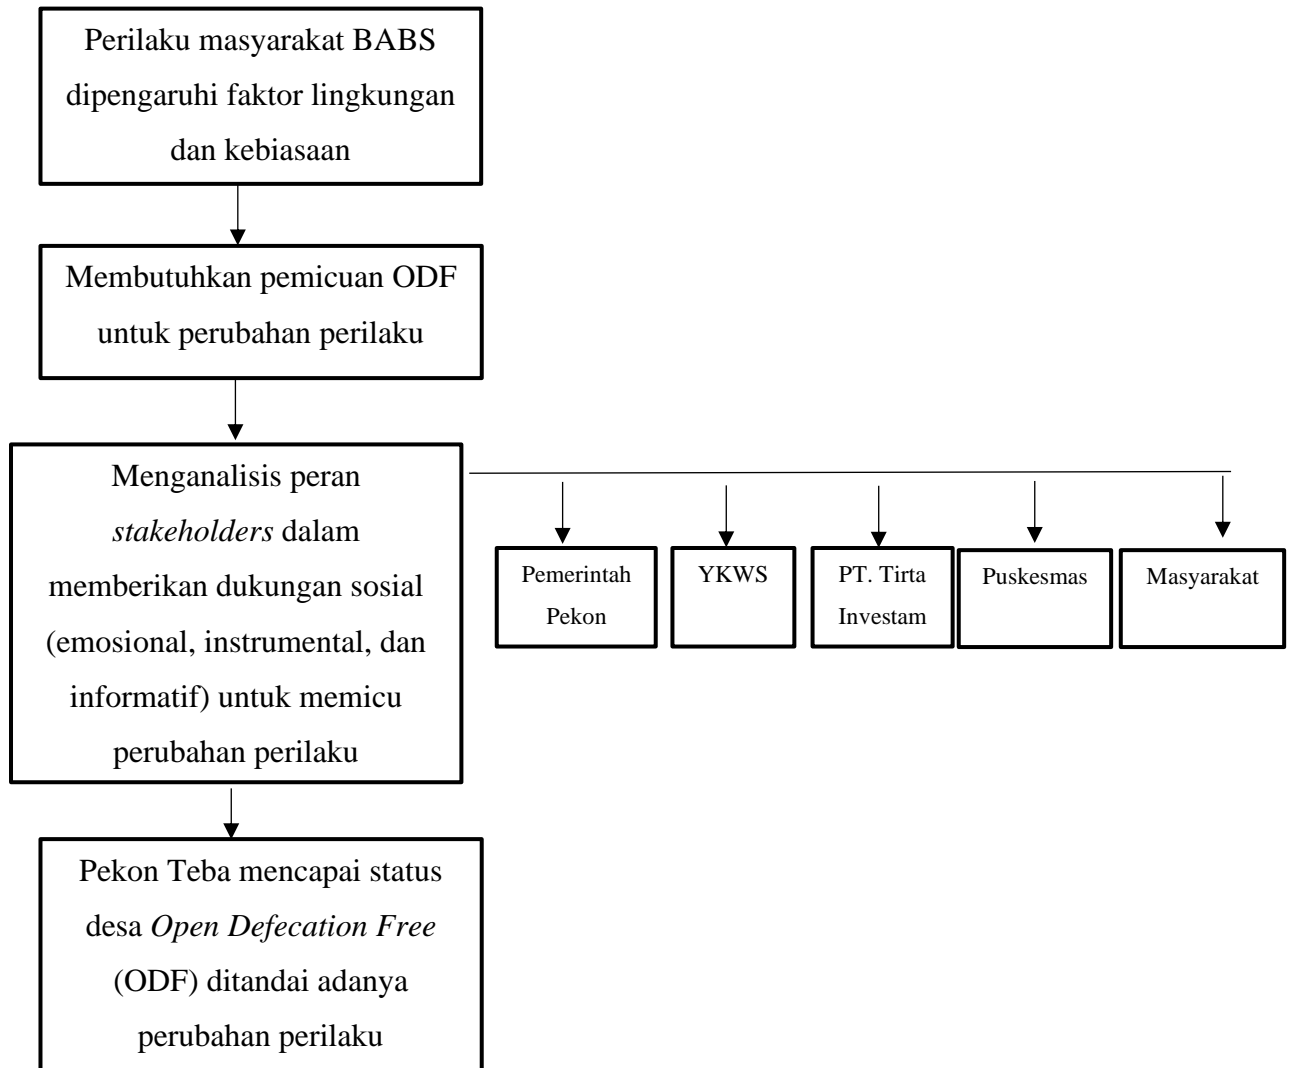 Perilaku masyarakat BABS
dipengaruhi faktor lingkungan
dan kebiasaan
Membutuhkan pemicuan ODF
untuk perubahan perilaku
Menganalisis peran
stakeholders dalam
memberikan dukungan sosial
(emosional, instrumental, dan
informatif) untuk memicu
perubahan perilaku
Pemerintah
Pekon
YKWS
PT. Tirta
Investam
Puskesmas
Masyarakat
Pekon Teba mencapai status
desa Open Defecation Free
(ODF) ditandai adanya
perubahan perilaku